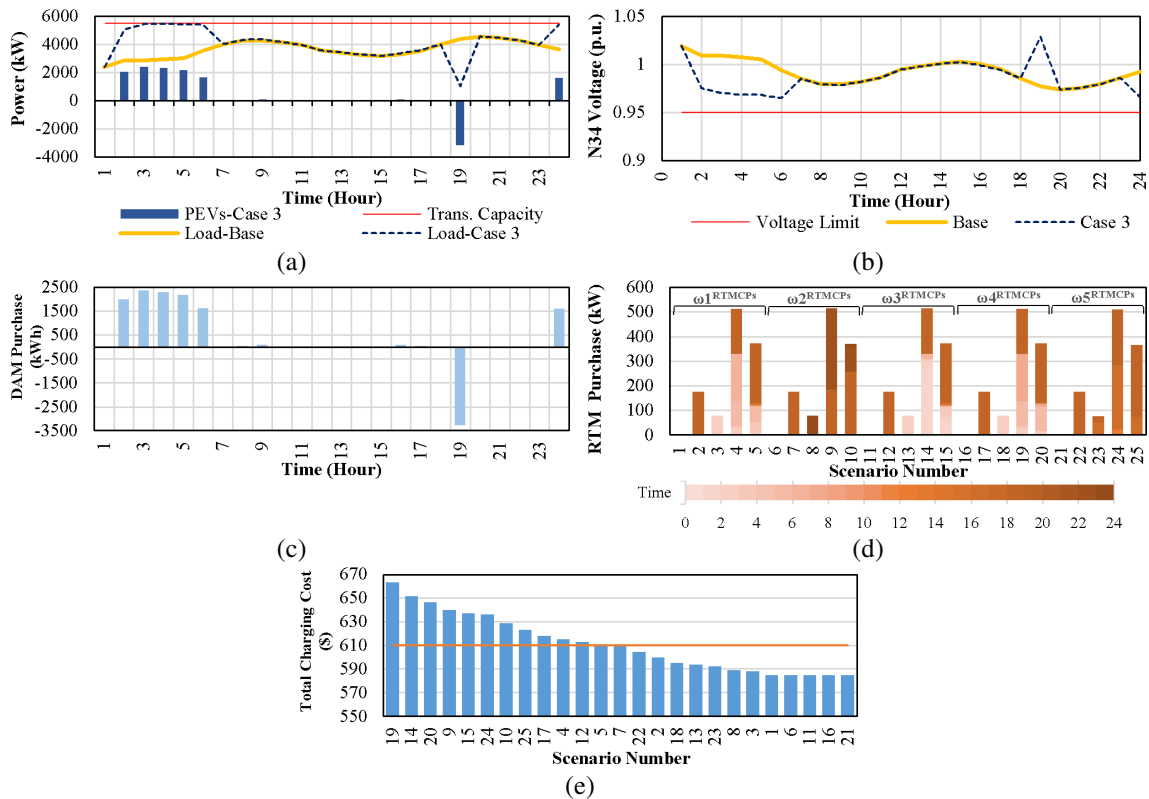 6000
4000
2000
0
-2000
-4000
Power (kW)
1 3 5 7 9 11 13 15 17 19 21 23
Time (Hour)
PEVs-Case 3
Trans. Capacity
Load-Base
Load-Case 3
(a)
1.05
1
0.95
0.9
N34 Voltage (p.u.)
0 2 4 6 8 10 12 14 16 18 20 22 24
Time (Hour)
Voltage Limit
Base
Case 3
(b)
2500
1500
500
-500
-1500
-2500
-3500
DAM Purchase
(kWh)
1 3 5 7 9 11 13 15 17 19 21 23
Time (Hour)
(c)
600
500
400
300
200
100
0
RTM Purchase (kW)
ω1RTMCPs ω2RTMCPs ω3RTMCPs ω4RTMCPs ω5RTMCPs
1 2 3 4 5 6 7 8 9 10 11 12 13 14 15 16 17 18 19 20 21 22 23 24 25
Scenario Number
Time
0 2 4 6 8 10 12 14 16 18 20 22 24
(d)
670
650
630
610
590
570
550
Total Charging Cost
($)
19 14 20 9 15 24 10 25 17 4 12 5 7 22 2 18 13 23 8 3 1 6 11 16 21
Scenario Number
(e)